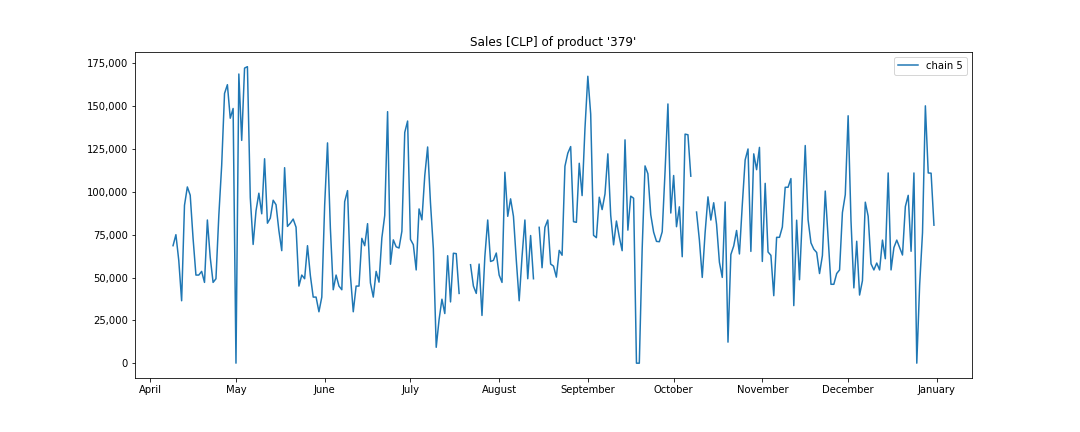 Sales [CLP] of product '379'
chain 5
175,000
150,000
125,000
100,000
75,000
50,000
25,000
0
April May June July August September October November December January